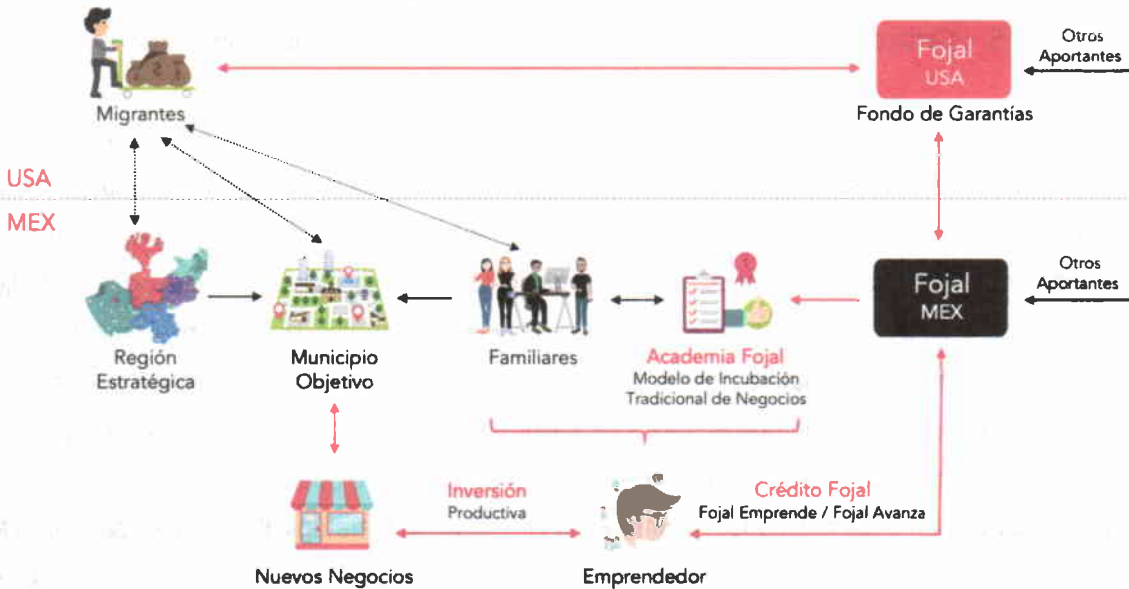 Migrantes
Fojal
USA
Fondo de Garantías
Otros
Aportantes
USA
MEX
Región
Estratégica
Municipio
Objetivo
Familiares
Academia Fojal
Modelo de Incubación
Tradicional de Negocios
Fojal
MEX
Otros
Aportantes
Inversión
Productiva
Crédito Fojal
Fojal Emprende / Fojal Avanza
Nuevos Negocios
Emprendedor